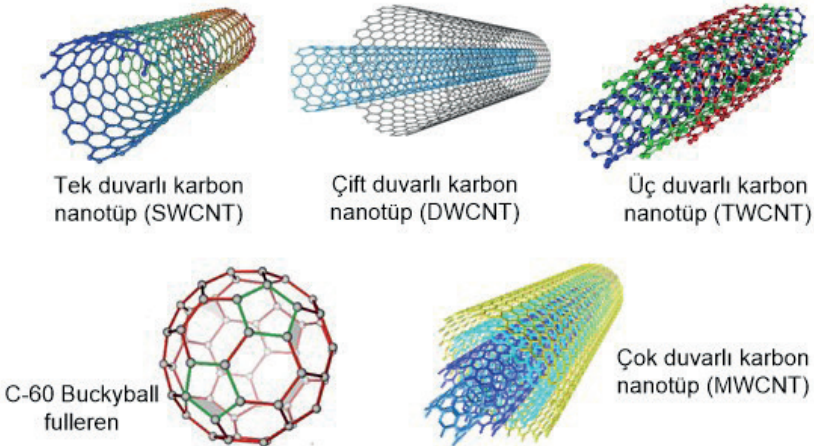 Tek duvarlı karbon
nanotüp (SWCNT)
Çift duvarlı karbon
nanotüp (DWCNT)
Üç duvarlı karbon
nanotüp (TWCNT)
C-60 Buckyball
fulleren
Çok duvarlı karbon
nanotüp (MWCNT)